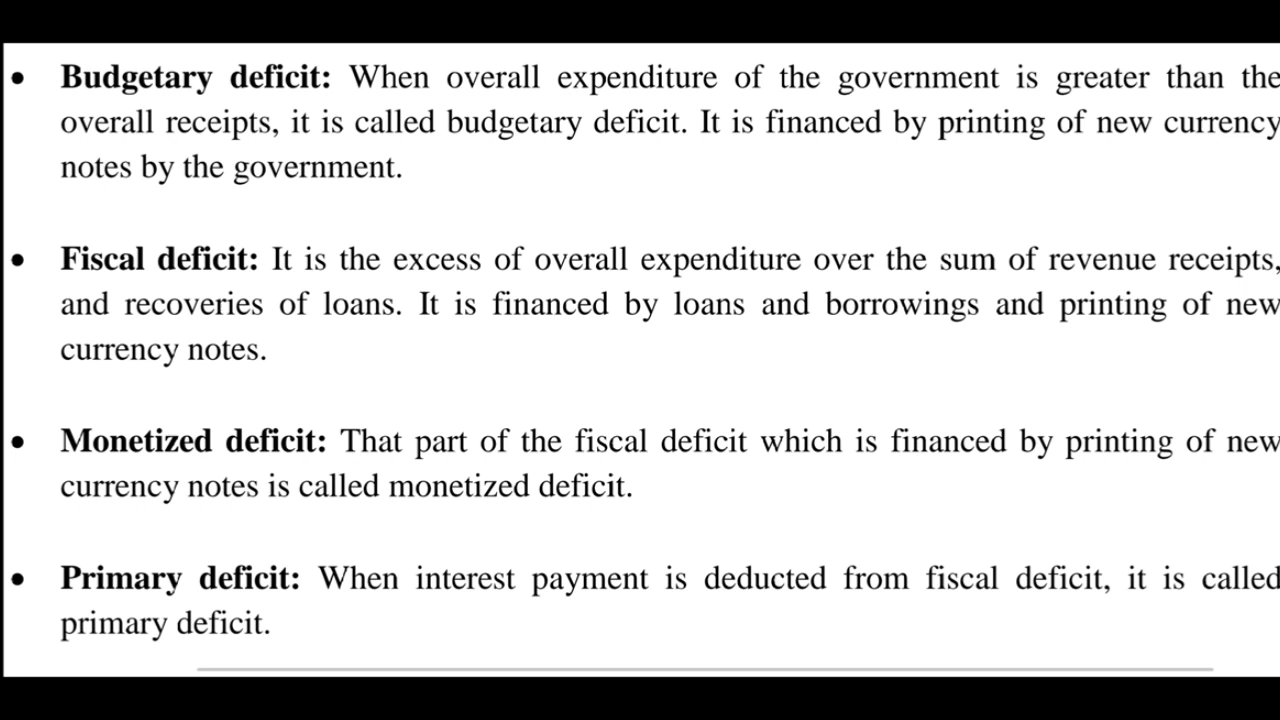 • Budgetary deficit: When overall expenditure of the government is greater than the
overall receipts, it is called budgetary deficit. It is financed by printing of new currency
notes by the government.
• Fiscal deficit: It is the excess of overall expenditure over the sum of revenue receipts,
and recoveries of loans. It is financed by loans and borrowings and printing of new
currency notes.
• Monetized deficit: That part of the fiscal deficit which is financed by printing of new
currency notes is called monetized deficit.
• Primary deficit: When interest payment is deducted from fiscal deficit, it is called
primary deficit.